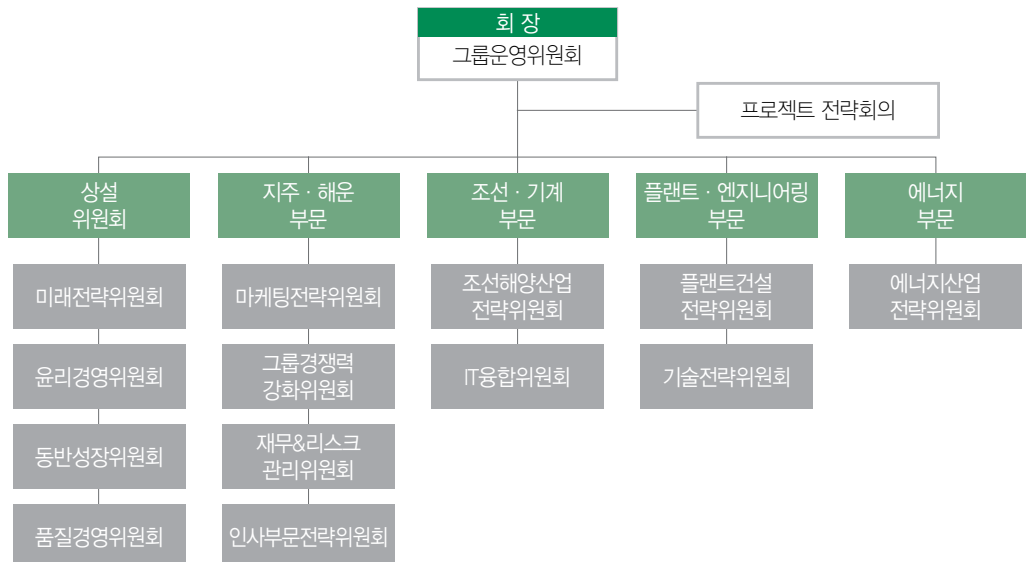 회 장
그룹운영위원회
프로젝트 전략회의
상설
위원회
지주 · 해운
부문
조선 · 기계
부문
플랜트 · 엔지니어링
부문
에너지
부문
미래전략위원회
마케팅전략위원회
조선해양산업
전략위원회
플랜트건설
전략위원회
에너지산업
전략위원회
윤리경영위원회
그룹경쟁력
강화위원회
IT융합위원회
기술전략위원회
동반성장위원회
재무&리스크
관리위원회
품질경영위원회
인사부문전략위원회